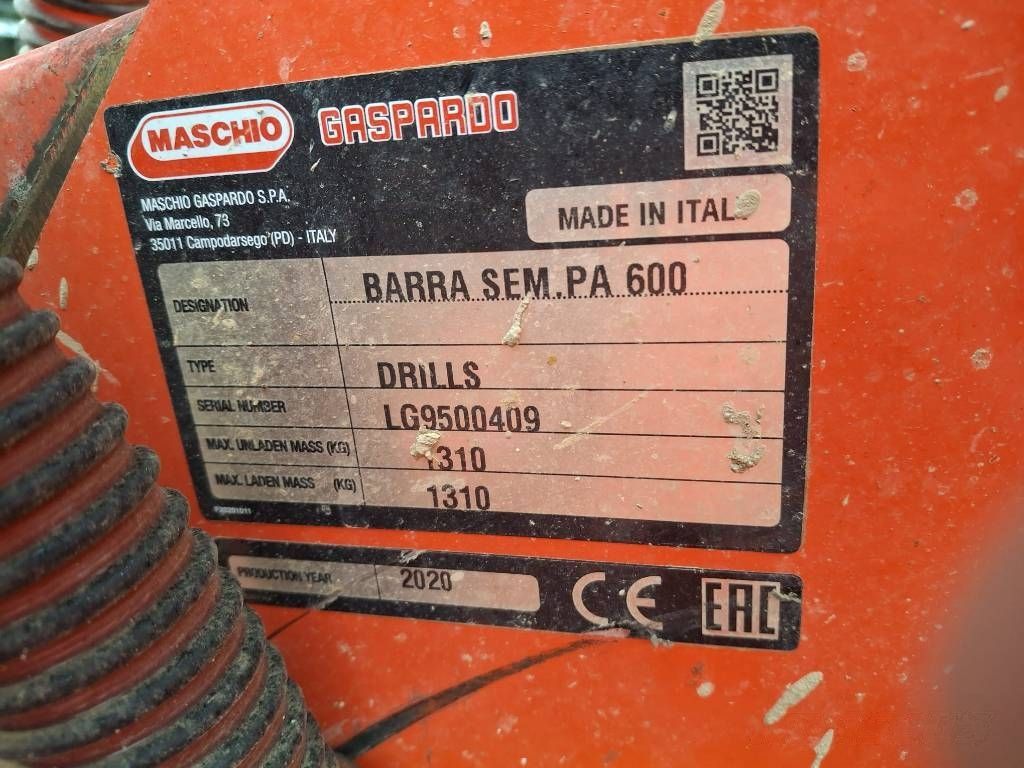 MASCHIO GASPARDO
MASCHIO GASPARDO S.P.A.
Via Marcello, 73
35011 Campodarsego (PD) - ITALY
MADE IN ITAL
DESIGNATION BARRA SEM.PA 600
TYPE DRILLS
SERIAL NUMBER LG9500409
MAX. UNLADEN MASS (KG) 1310
MAX. LADEN MASS (KG) 1310
PRODUCTION YEAR 2020 CE EAC